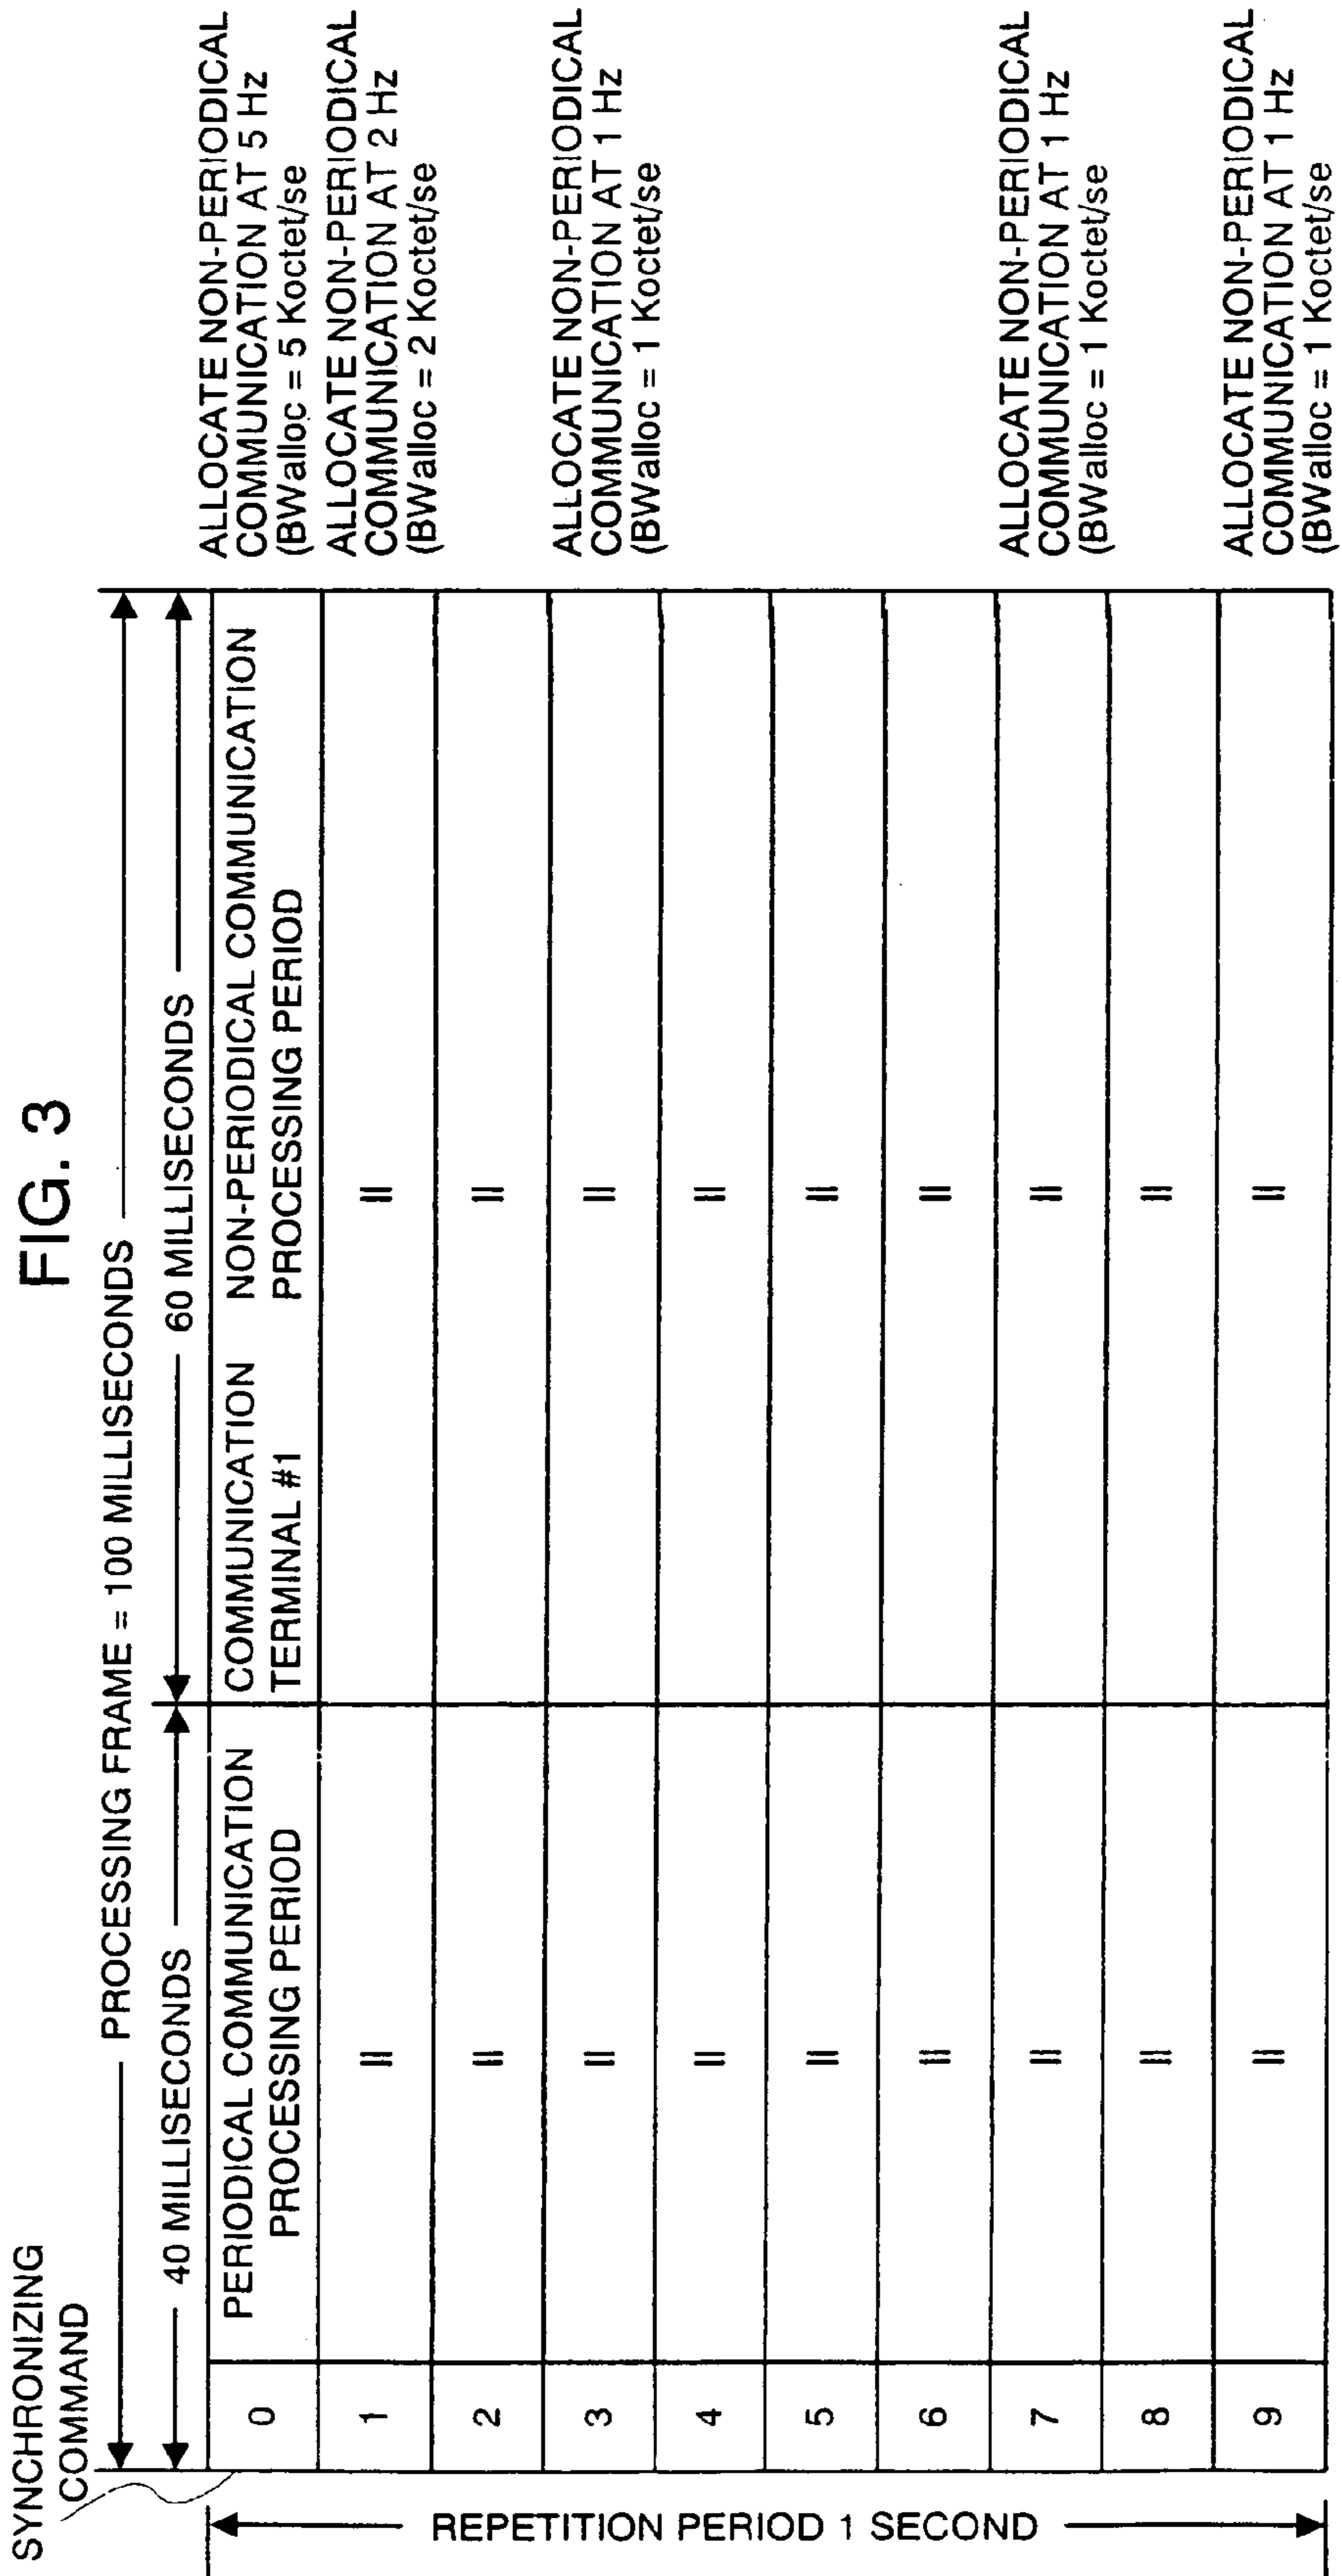 FIG. 3
SYNCHRONIZING
COMMAND
PROCESSING FRAME = 100 MILLISECONDS
40 MILLISECONDS
60 MILLISECONDS
REPETITION PERIOD 1 SECOND
0
PERIODICAL COMMUNICATION
PROCESSING PERIOD
COMMUNICATION
TERMINAL #1
NON-PERIODICAL COMMUNICATION
PROCESSING PERIOD
ALLOCATE NON-PERIODICAL
COMMUNICATION AT 5 Hz
(BWalloc = 5 Koctet/se
1
=
=
ALLOCATE NON-PERIODICAL
COMMUNICATION AT 2 Hz
(BWalloc = 2 Koctet/se
2
=
=
3
=
=
ALLOCATE NON-PERIODICAL
COMMUNICATION AT 1 Hz
(BWalloc = 1 Koctet/se
4
=
=
5
=
=
6
=
=
7
=
=
ALLOCATE NON-PERIODICAL
COMMUNICATION AT 1 Hz
(BWalloc = 1 Koctet/se
8
=
=
9
=
=
ALLOCATE NON-PERIODICAL
COMMUNICATION AT 1 Hz
(BWalloc = 1 Koctet/se